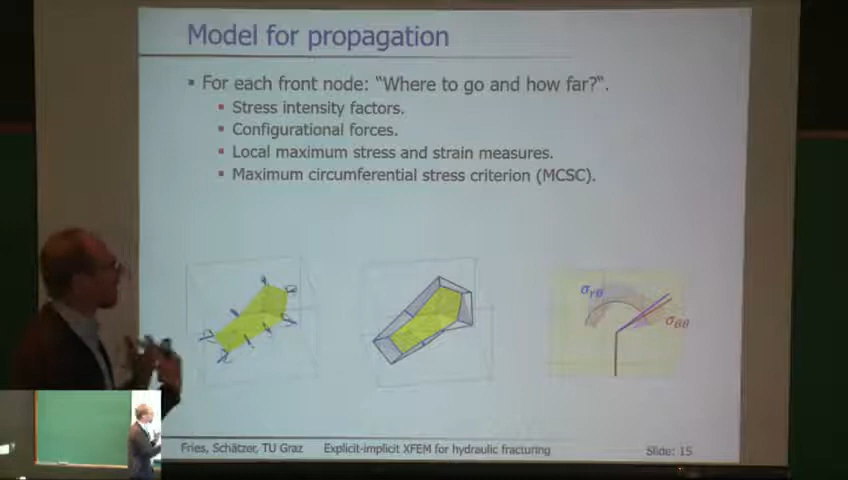 Model for propagation
▪ For each front node: "Where to go and how far?".
▪ Stress intensity factors.
▪ Configurational forces.
▪ Local maximum stress and strain measures.
▪ Maximum circumferential stress criterion (MCSC).
σrθ
σθθ
Fries, Schätzer, TU Graz Explicit-implicit XFEM for hydraulic fracturing Slide: 15